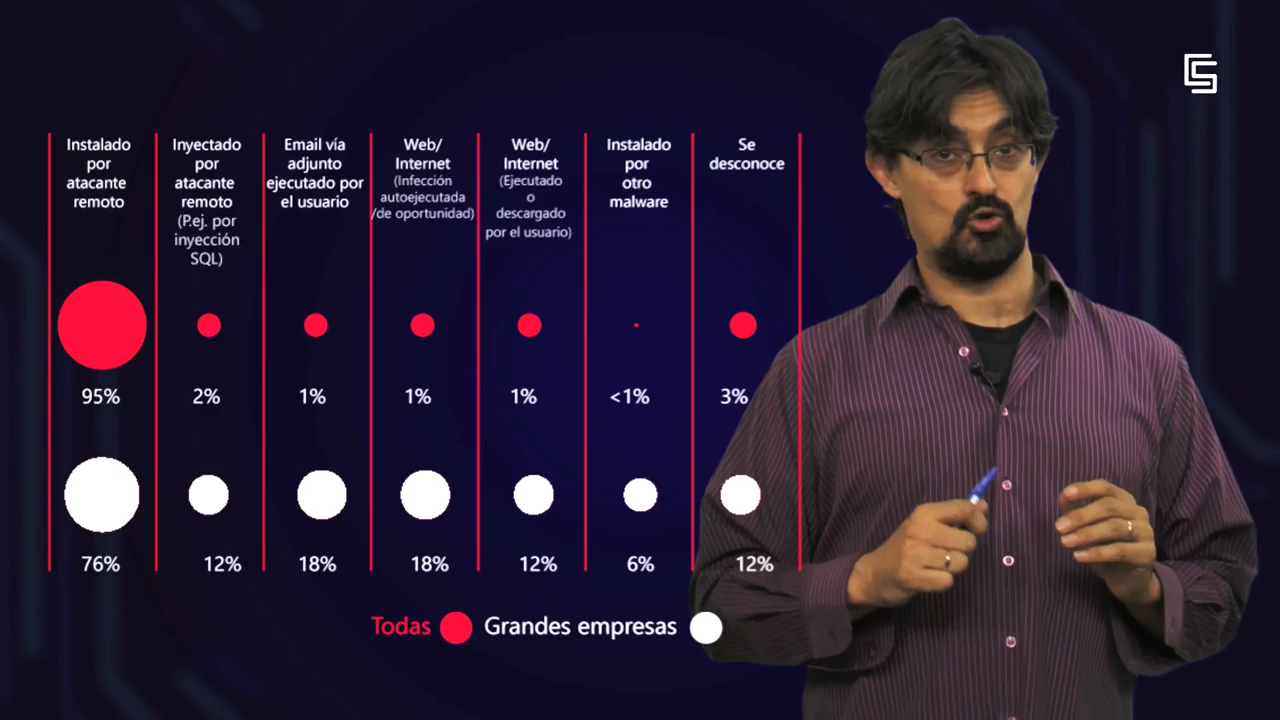 Instalado
por
atacante
remoto
Inyectado
por
atacante
remoto
(P.ej. por
inyección
SQL)
Email vía
adjunto
ejecutado por
el usuario
Web/
Internet
(Infección
autoejecutada
/de oportunidad)
Web/
Internet
(Ejecutado
o
descargado
por el usuario)
Instalado
por
otro
malware
Se
desconoce
95%
2%
1%
1%
1%
<1%
3%
76%
12%
18%
18%
12%
6%
12%
Todas
Grandes empresas